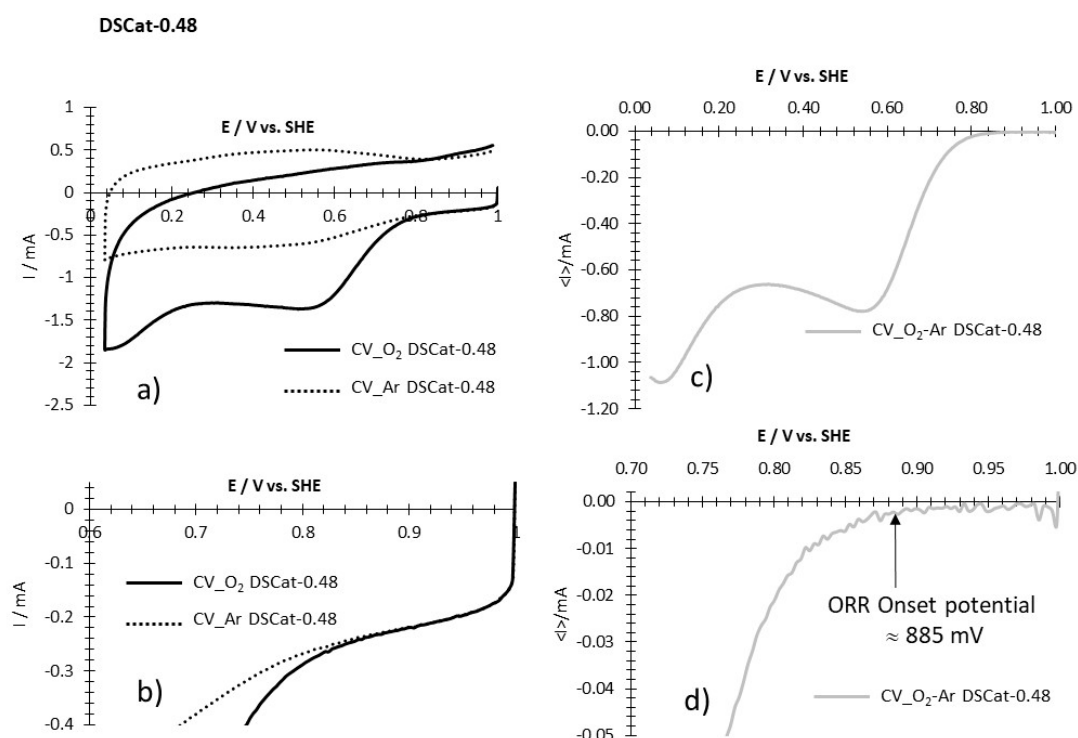 DSCat-0.48
E / V vs. SHE
1
0.5
0
-0.5
-1
-1.5
-2
-2.5
0 0.2 0.4 0.6 0.8 1
I / mA
CV_O₂ DSCat-0.48
CV_Ar DSCat-0.48
a)
E / V vs. SHE
0.00 0.20 0.40 0.60 0.80 1.00
0.00
-0.20
-0.40
-0.60
-0.80
-1.00
-1.20
<I>/mA
CV_O₂-Ar DSCat-0.48
c)
E / V vs. SHE
0
-0.1
-0.2
-0.3
-0.4
0.6 0.7 0.8 0.9 1
I / mA
CV_O₂ DSCat-0.48
CV_Ar DSCat-0.48
b)
E / V vs. SHE
0.70 0.75 0.80 0.85 0.90 0.95 1.00
0.00
-0.01
-0.02
-0.03
-0.04
-0.05
<I>/mA
ORR Onset potential
≈ 885 mV
CV_O₂-Ar DSCat-0.48
d)